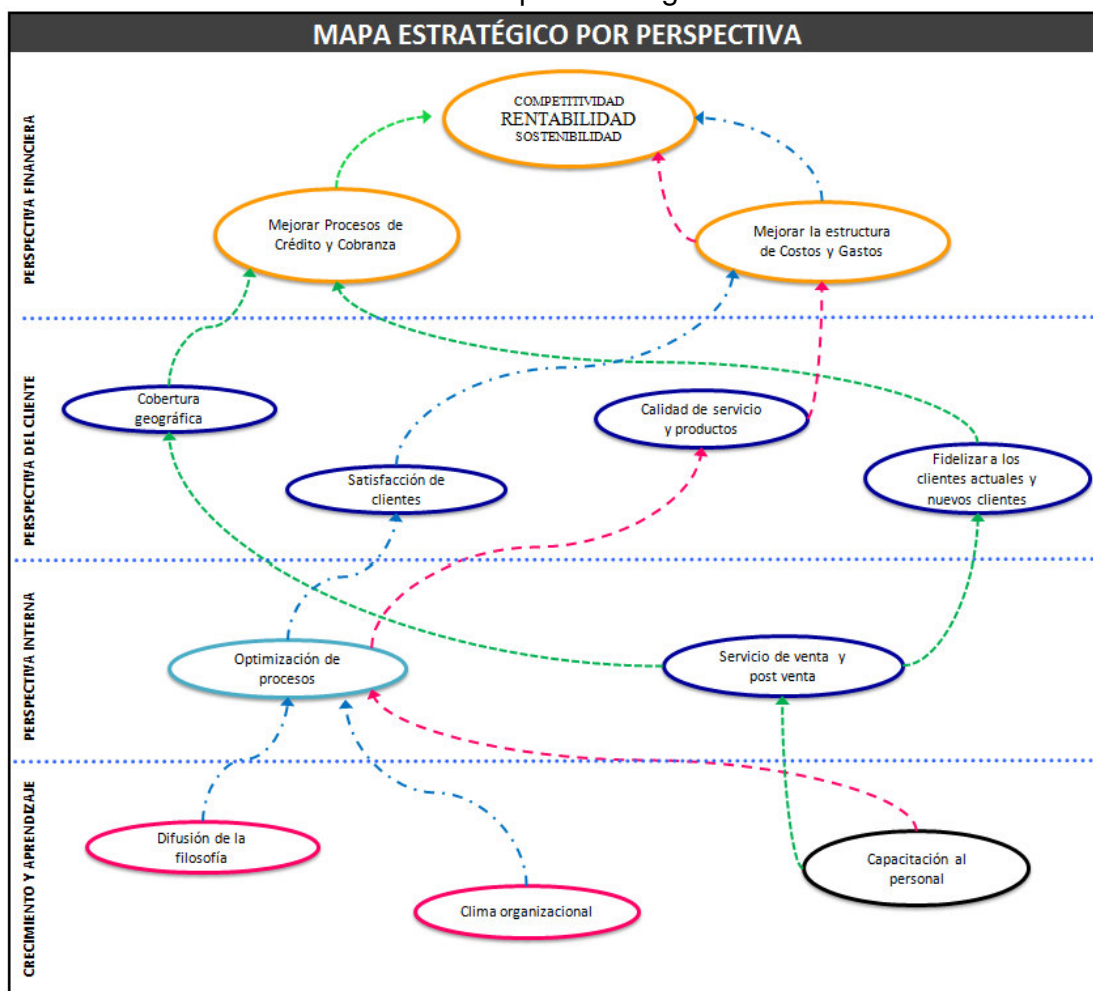 MAPA ESTRATÉGICO POR PERSPECTIVA
PERSPECTIVA FINANCIERA
COMPETITIVIDAD
RENTABILIDAD
SOSTENIBILIDAD
Mejorar Procesos de
Crédito y Cobranza
Mejorar la estructura
de Costos y Gastos
PERSPECTIVA DEL CLIENTE
Cobertura
geográfica
Calidad de servicio
y productos
Satisfacción de
clientes
Fidelizar a los
clientes actuales y
nuevos clientes
PERSPECTIVA INTERNA
Optimización de
procesos
Servicio de venta y
post venta
CRECIMIENTO Y APRENDIZAJE
Difusión de la
filosofía
Clima organizacional
Capacitación al
personal